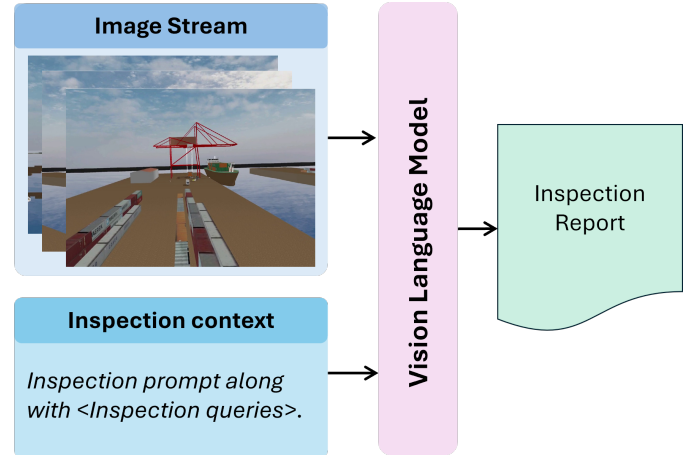 Image Stream
Inspection context
Inspection prompt along
with <Inspection queries>.
Vision Language Model
Inspection
Report